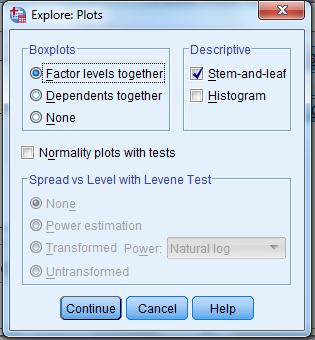 Explore: Plots
Boxplots
Factor levels together
Dependents together
None
Descriptive
Stem-and-leaf
Histogram
Normality plots with tests
Spread vs Level with Levene Test
None
Power estimation
Transformed Power: Natural log
Untransformed
Continue Cancel Help